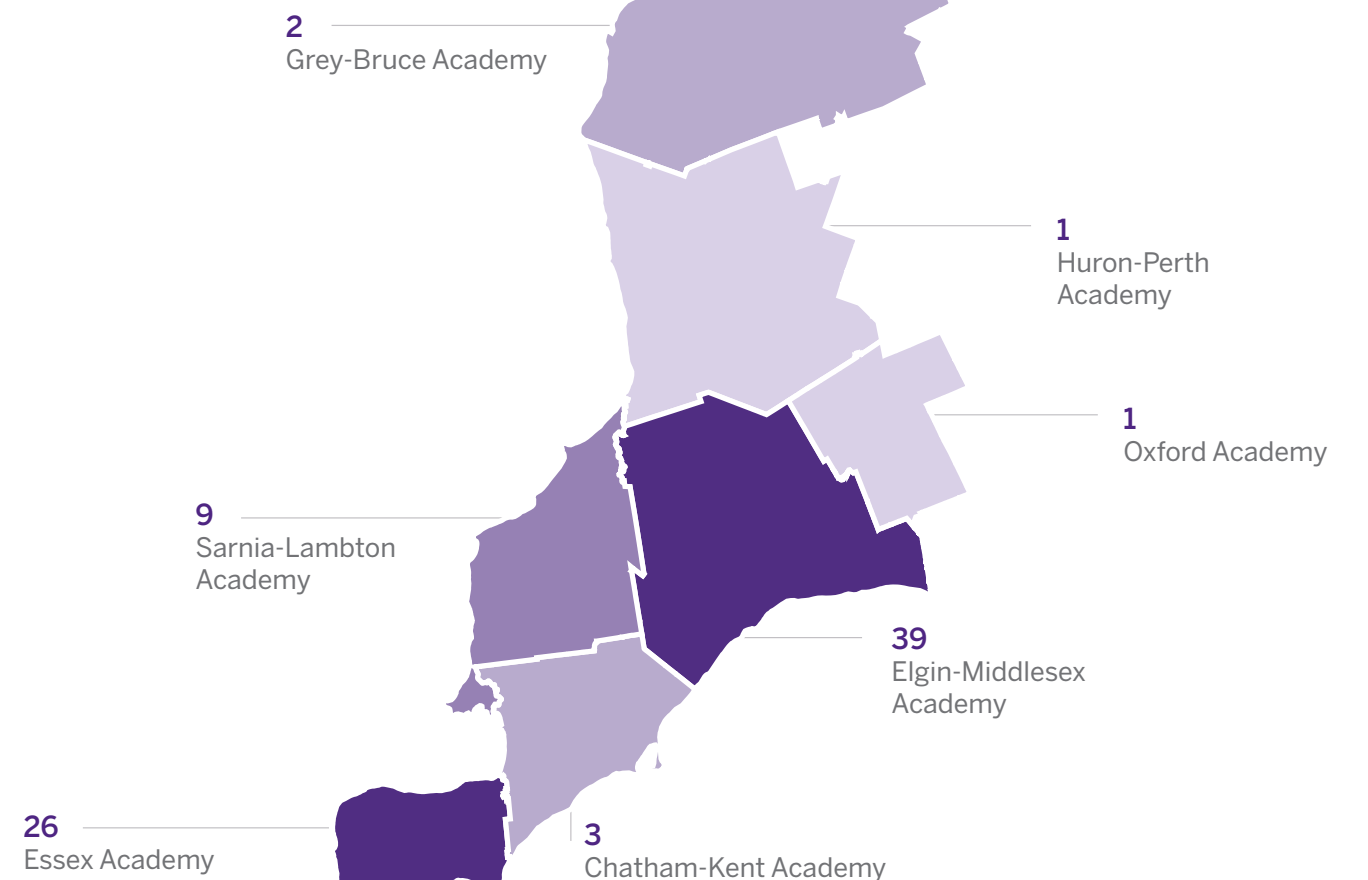 2
Grey-Bruce Academy
1
Huron-Perth
Academy
1
Oxford Academy
9
Sarnia-Lambton
Academy
39
Elgin-Middlesex
Academy
26
Essex Academy
3
Chatham-Kent Academy